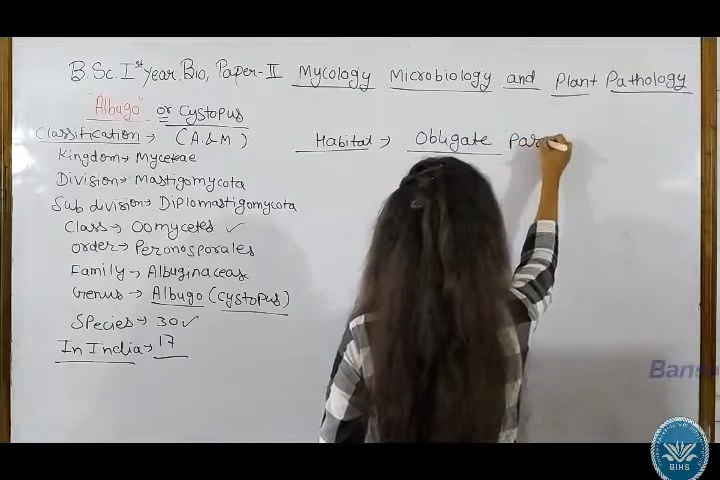 B.Sc. Ist year. Bio, Paper-II Mycology Microbiology and Plant Pathology
"Albugo" or Cystopus
Classification → (A.&M)
Kingdom → Myceteae
Division → Mastigomycota
Sub division → Diplomastigomycota
Class → Oomycetes ✓
order → Peronosporales
Family → Albuginaceae
Genus → Albugo (Cystopus)
Species → 30 ✓
In India → 17
Habitat → Obligate par
Bans
BIHS